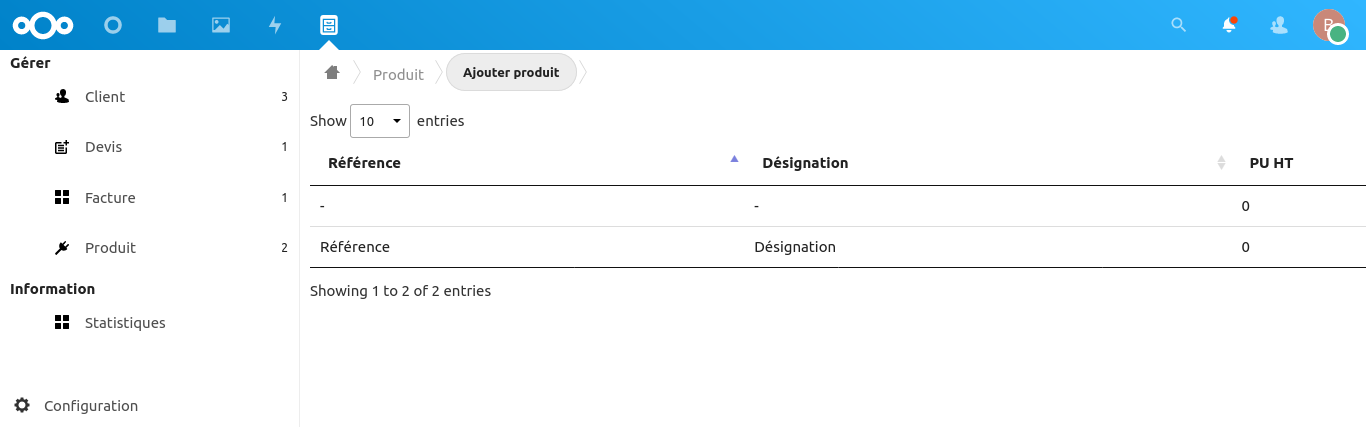 B
Gérer
Client 3
Devis 1
Facture 1
Produit 2
Information
Statistiques
Configuration
Produit Ajouter produit
Show 10 entries
Référence Désignation PU HT
- - 0
Référence Désignation 0
Showing 1 to 2 of 2 entries